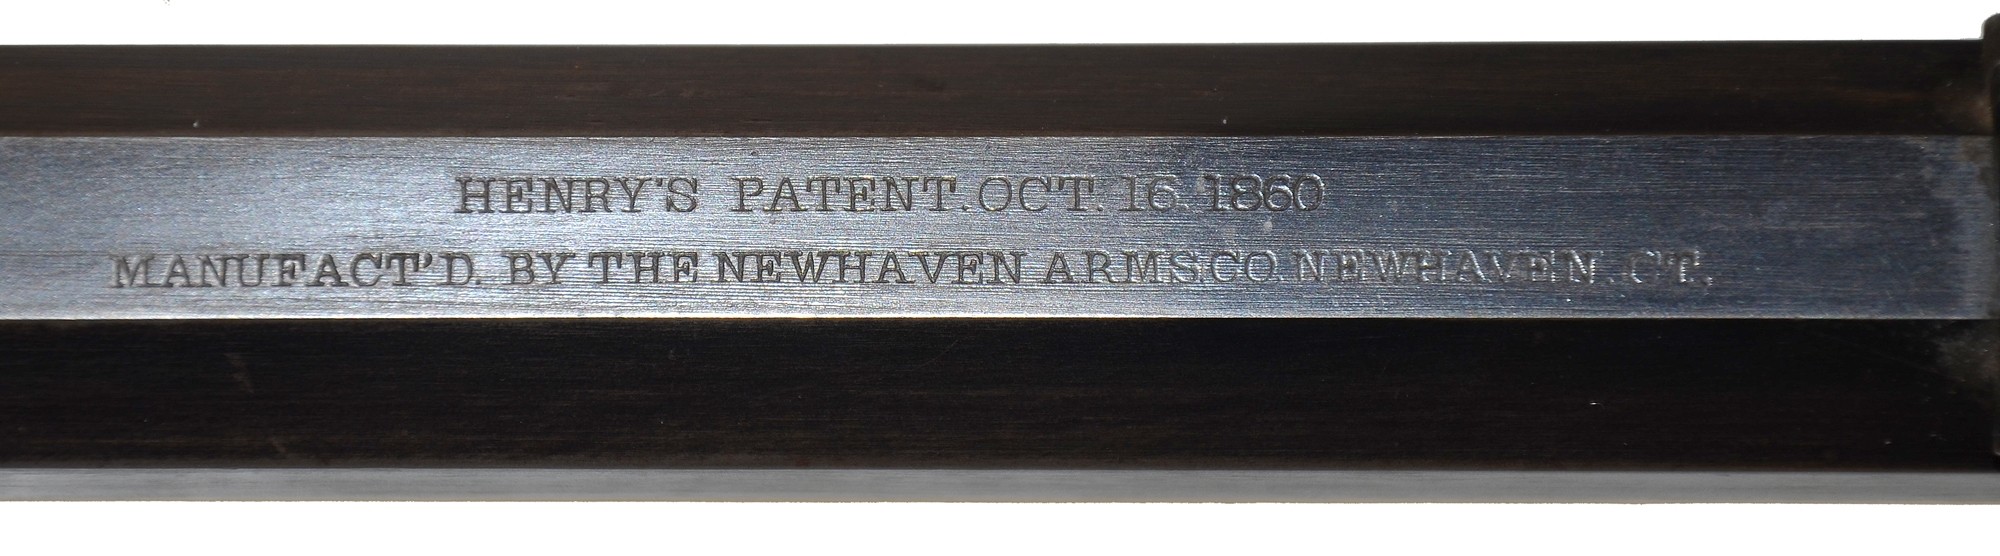 HENRY'S PATENT. OCT. 16. 1860
MANUFACT'D. BY THE NEWHAVEN ARMS.CO. NEWHAVEN. CT.